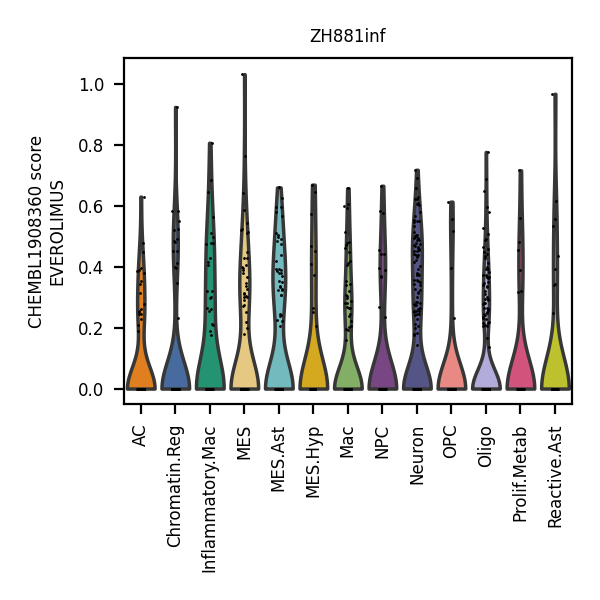 ZH881inf
CHEMBL1908360 score
EVEROLIMUS
1.0
0.8
0.6
0.4
0.2
0.0
AC
Chromatin.Reg
Inflammatory.Mac
MES
MES.Ast
MES.Hyp
Mac
NPC
Neuron
OPC
Oligo
Prolif.Metab
Reactive.Ast